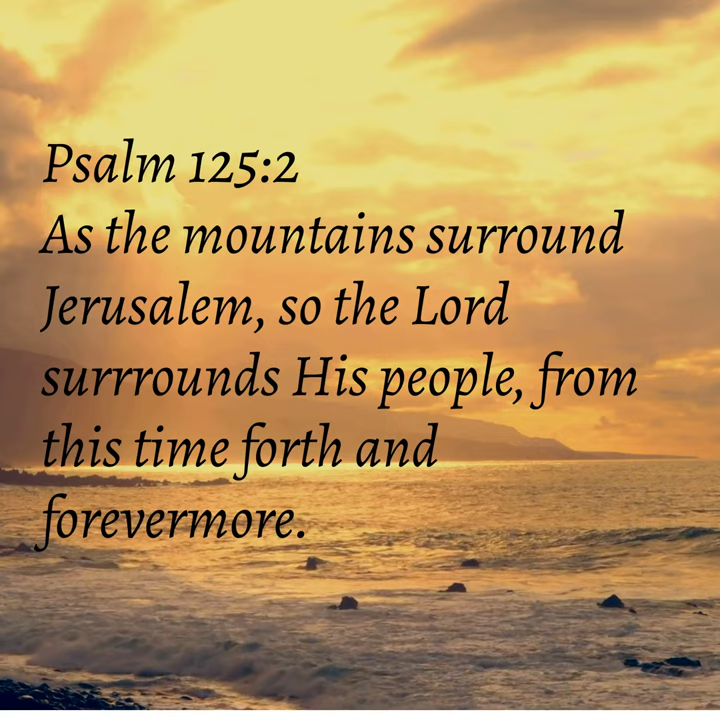 Psalm 125:2
As the mountains surround
Jerusalem, so the Lord
surrrounds His people, from
this time forth and
forevermore.